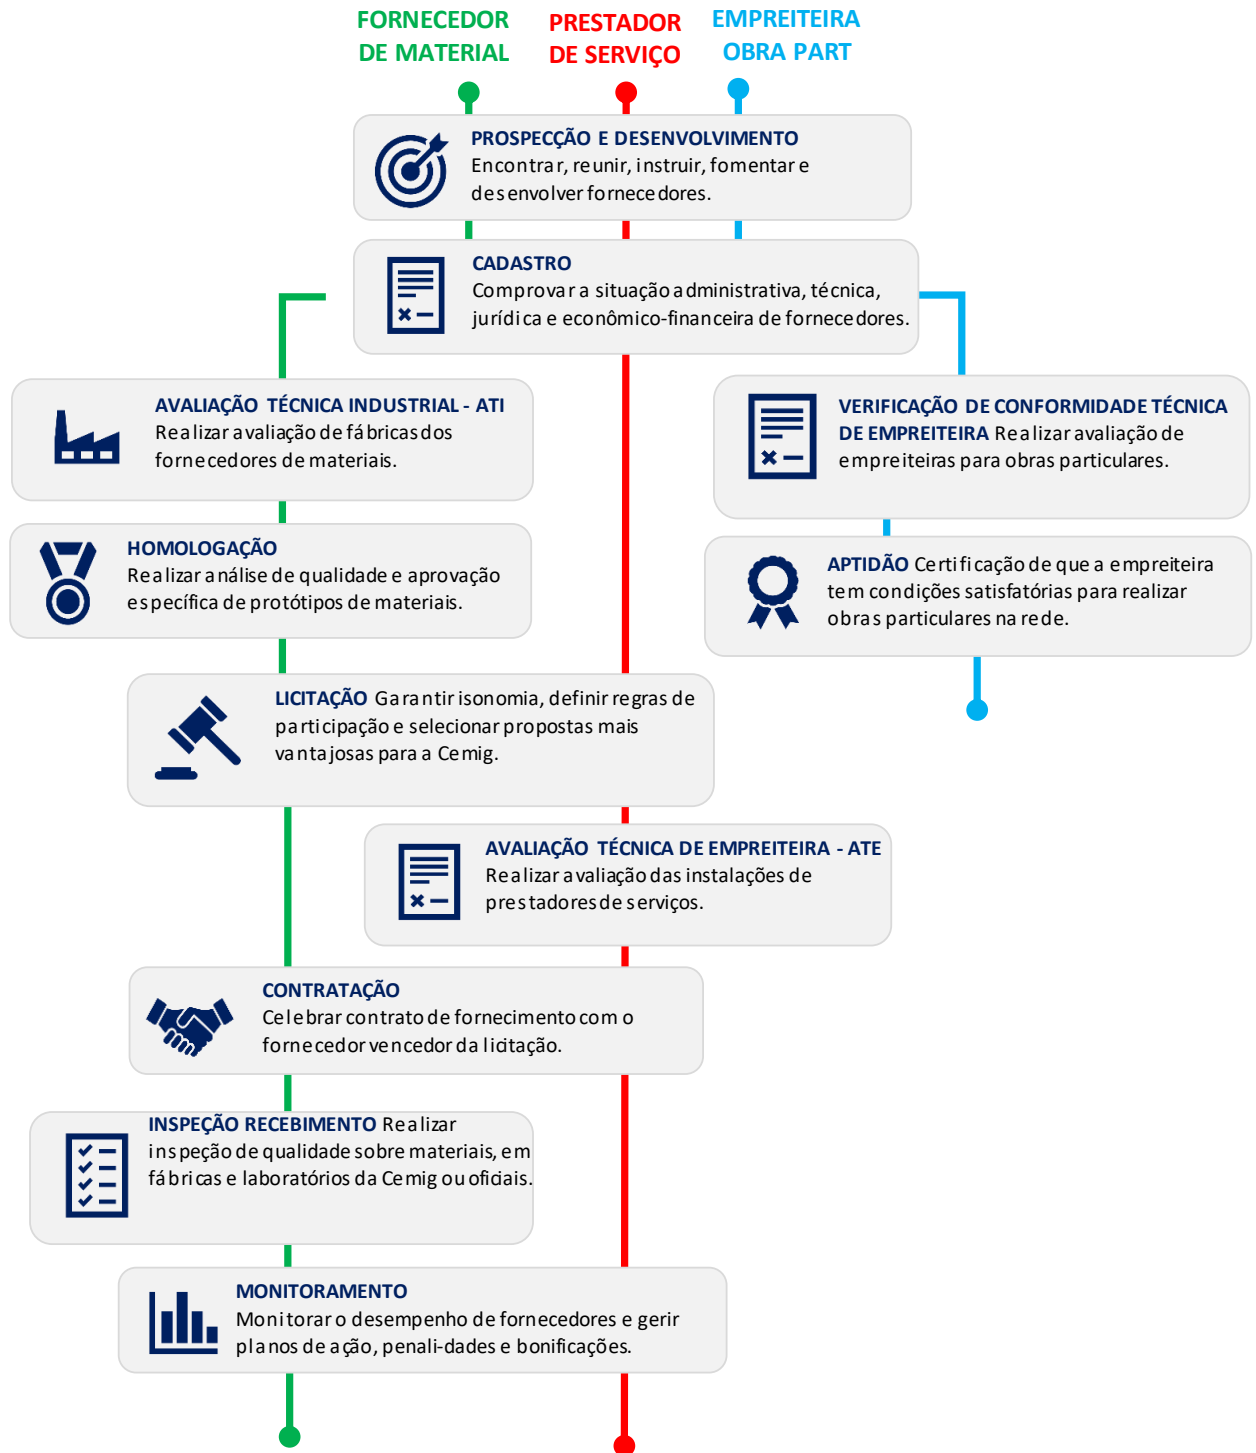 FORNECEDOR
DE MATERIAL
PRESTADOR
DE SERVIÇO
EMPREITEIRA
OBRA PART
PROSPECÇÃO E DESENVOLVIMENTO
Encontrar, reunir, instruir, fomentar e
desenvolver fornecedores.
CADASTRO
Comprovar a situação administrativa, técnica,
jurídica e econômico-financeira de fornecedores.
AVALIAÇÃO TÉCNICA INDUSTRIAL - ATI
Realizar avaliação de fábricas dos
fornecedores de materiais.
VERIFICAÇÃO DE CONFORMIDADE TÉCNICA
DE EMPREITEIRA Realizar avaliação de
empreiteiras para obras particulares.
HOMOLOGAÇÃO
Realizar análise de qualidade e aprovação
específica de protótipos de materiais.
APTIDÃO Certificação de que a empreiteira
tem condições satisfatórias para realizar
obras particulares na rede.
LICITAÇÃO Garantir isonomia, definir regras de
participação e selecionar propostas mais
vantajosas para a Cemig.
AVALIAÇÃO TÉCNICA DE EMPREITEIRA - ATE
Realizar avaliação das instalações de
prestadores de serviços.
CONTRATAÇÃO
Celebrar contrato de fornecimento com o
fornecedor vencedor da licitação.
INSPEÇÃO RECEBIMENTO Realizar
inspeção de qualidade sobre materiais, em
fábricas e laboratórios da Cemig ou oficiais.
MONITORAMENTO
Monitorar o desempenho de fornecedores e gerir
planos de ação, penali-dades e bonificações.